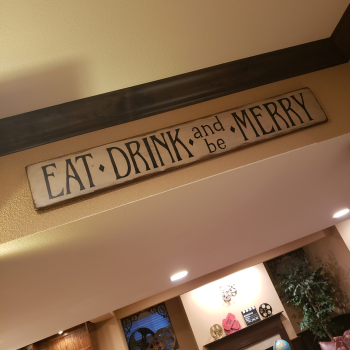 EAT • DRINK • and be • MERRY